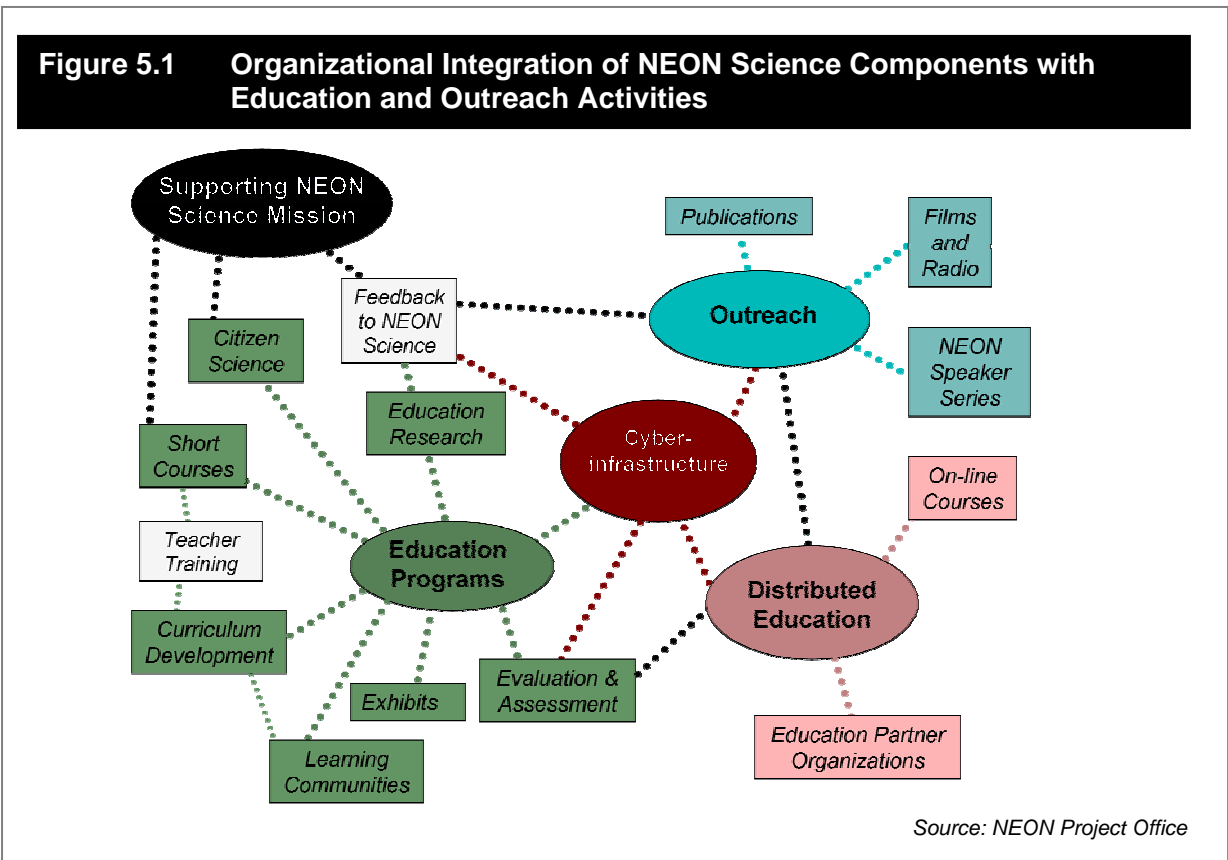 Figure 5.1 Organizational Integration of NEON Science Components with
Education and Outreach Activities
Supporting NEON
Science Mission
Publications
Films
and
Radio
Feedback
to NEON
Science
Outreach
Citizen
Science
NEON
Speaker
Series
Education
Research
Cyber-
infrastructure
Short
Courses
On-line
Courses
Teacher
Training
Education
Programs
Distributed
Education
Curriculum
Development
Evaluation &
Assessment
Exhibits
Education Partner
Organizations
Learning
Communities
Source: NEON Project Office